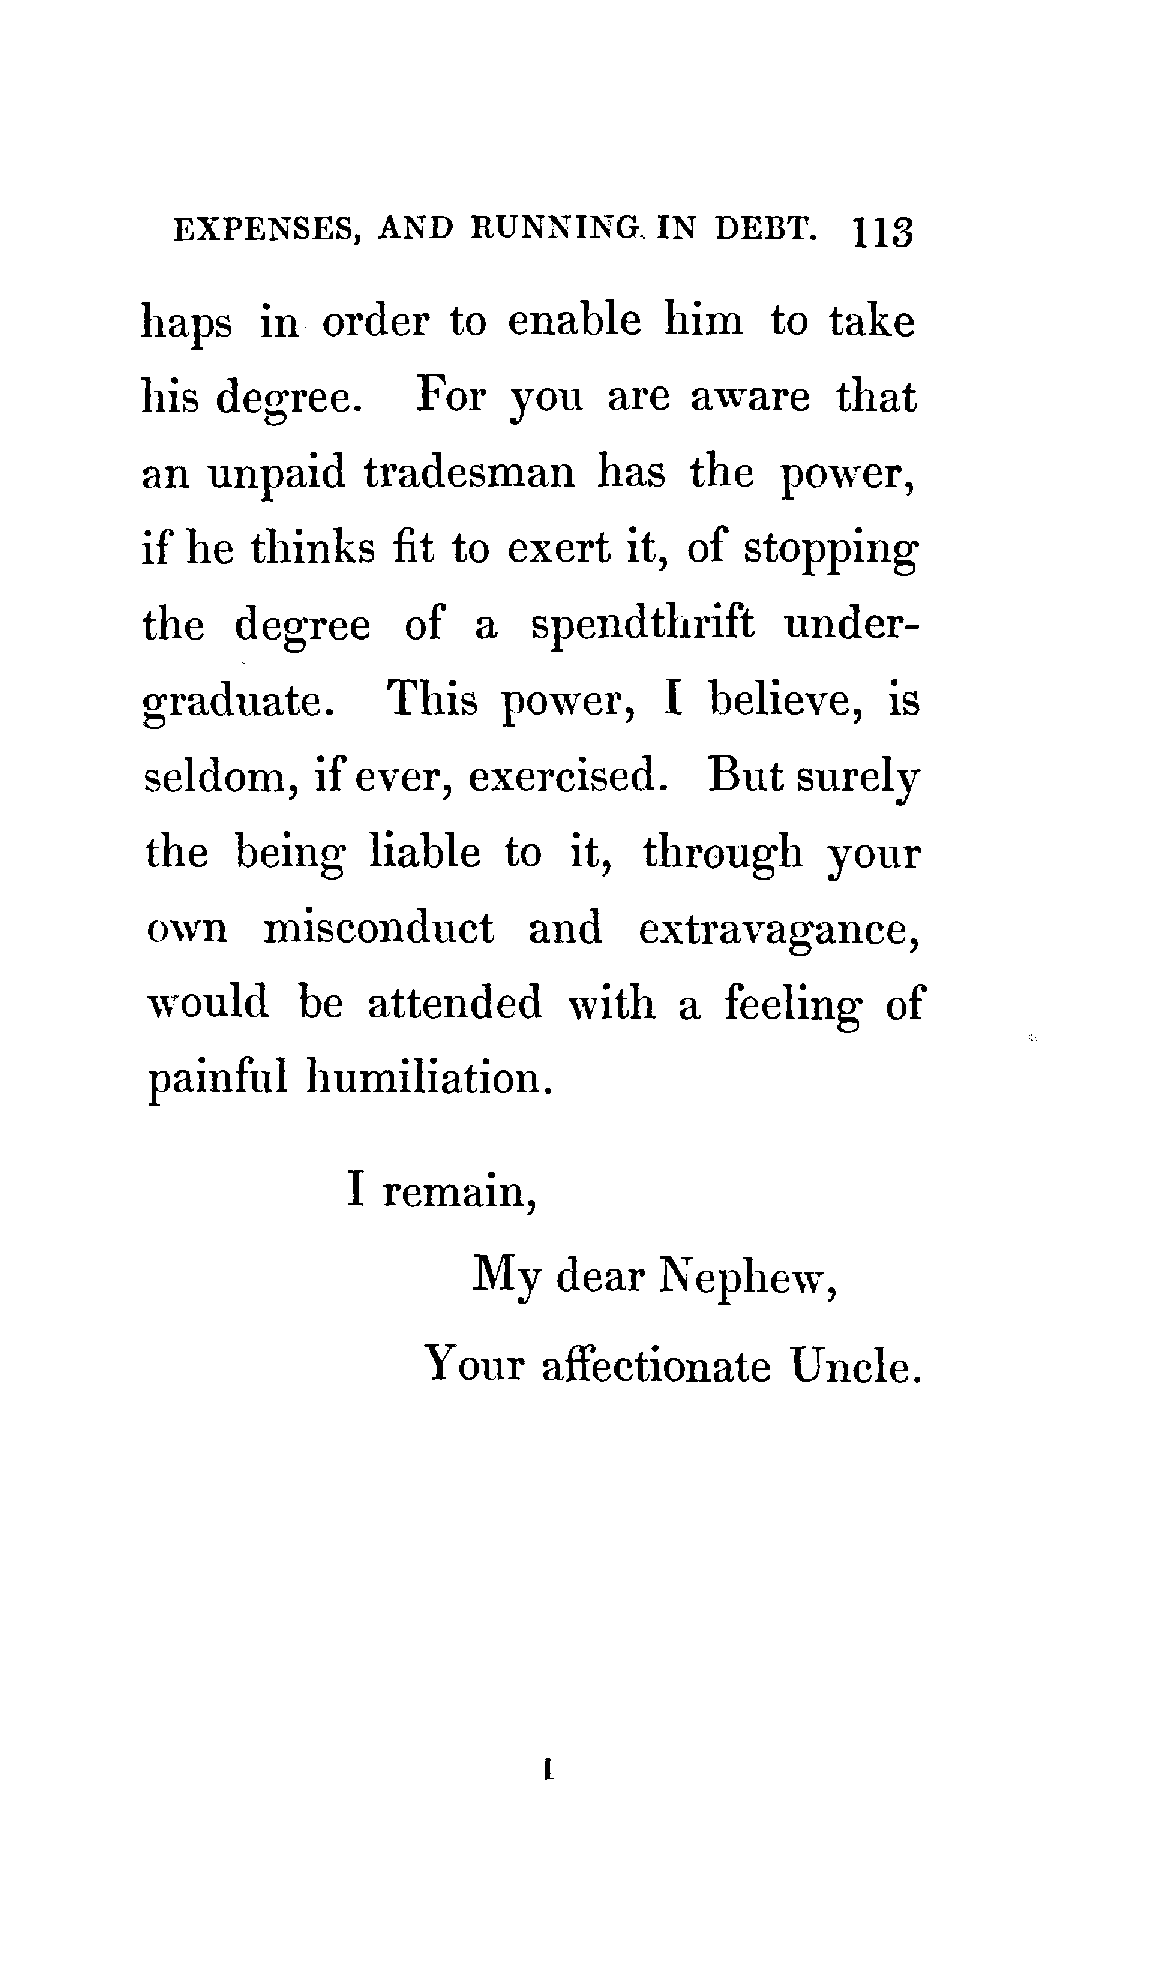 EXPENSES, AND RUNNING IN DEBT. 113
haps in order to enable him to take
his degree. For you are aware that
an unpaid tradesman has the power,
if he thinks fit to exert it, of stopping
the degree of a spendthrift under-
graduate. This power, I believe, is
seldom, if ever, exercised. But surely
the being liable to it, through your
own misconduct and extravagance,
would be attended with a feeling of
painful humiliation.
I remain,
My dear Nephew,
Your affectionate Uncle.
I